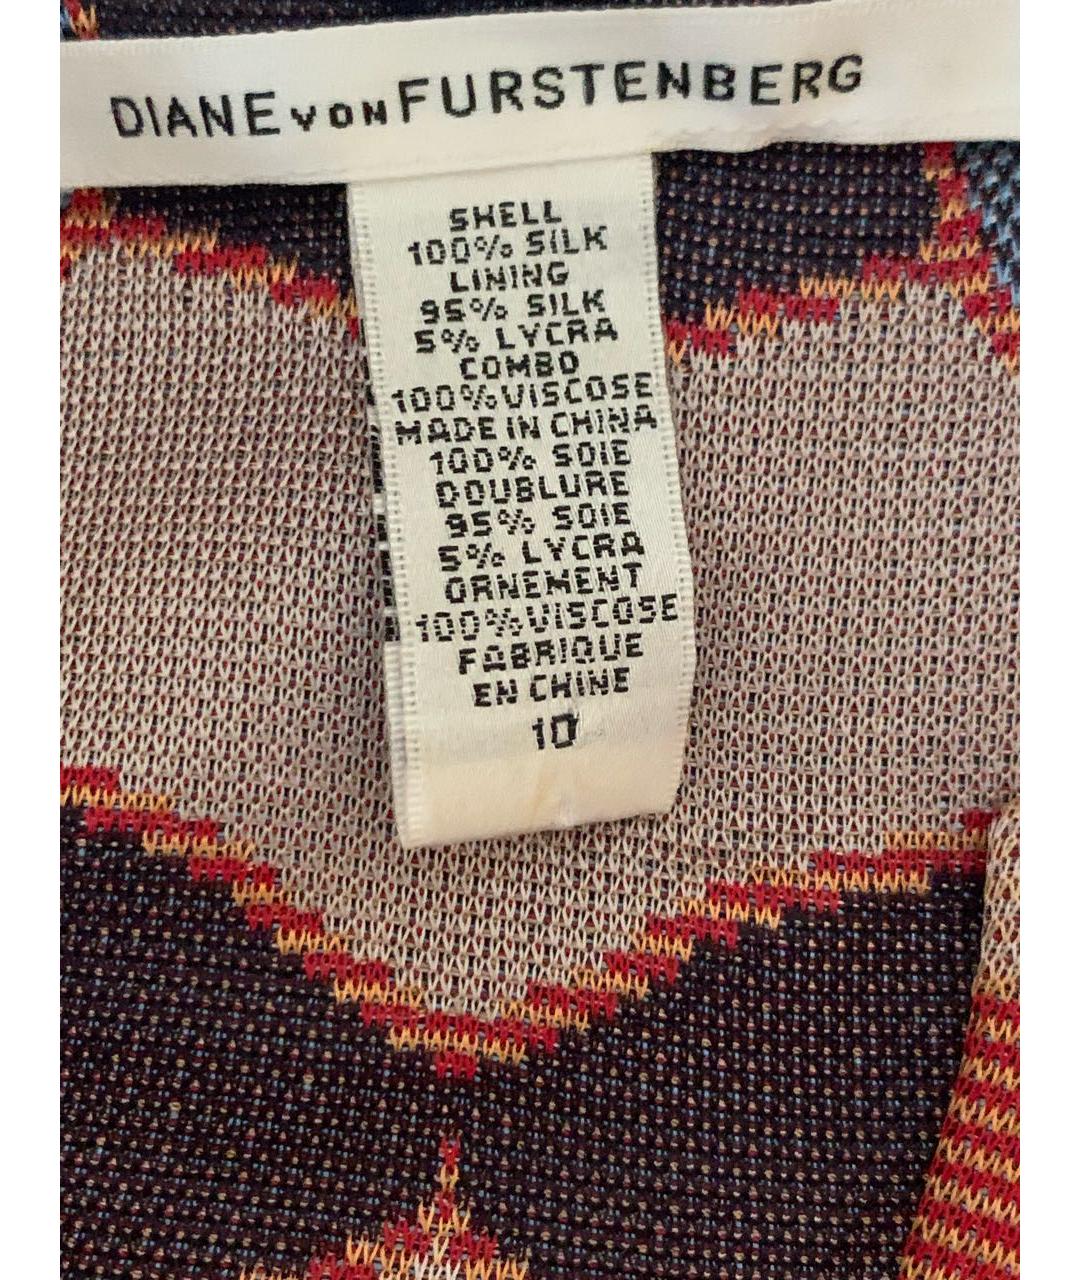 DIANE VON FURSTENBERG
SHELL
100% SILK
LINING
95% SILK
5% LYCRA
COMBO
100% VISCOSE
MADE IN CHINA
100% SOIE
DOUBLURE
95% SOIE
5% LYCRA
ORNEMENT
100% VISCOSE
FABRIQUE
EN CHINE
10